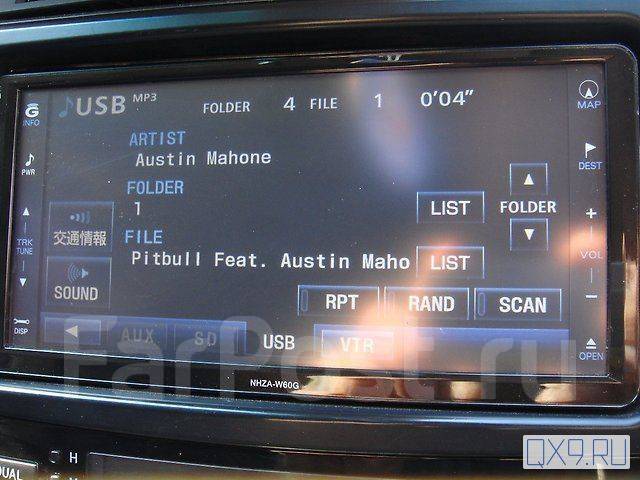 USB MP3 FOLDER 4 FILE 1 0'04"
G
INFO
MAP
ARTIST
Austin Mahone
PWR
DEST
FOLDER
1
LIST
FOLDER
交通情報
FILE
TRK
TUNE
Pitbull Feat. Austin Maho
LIST
VOL
SOUND
RPT RAND SCAN
DISP
AUX SD USB VTR
OPEN
NHZA-W60G
FarPost.ru
QX9.RU
H
M
DUAL